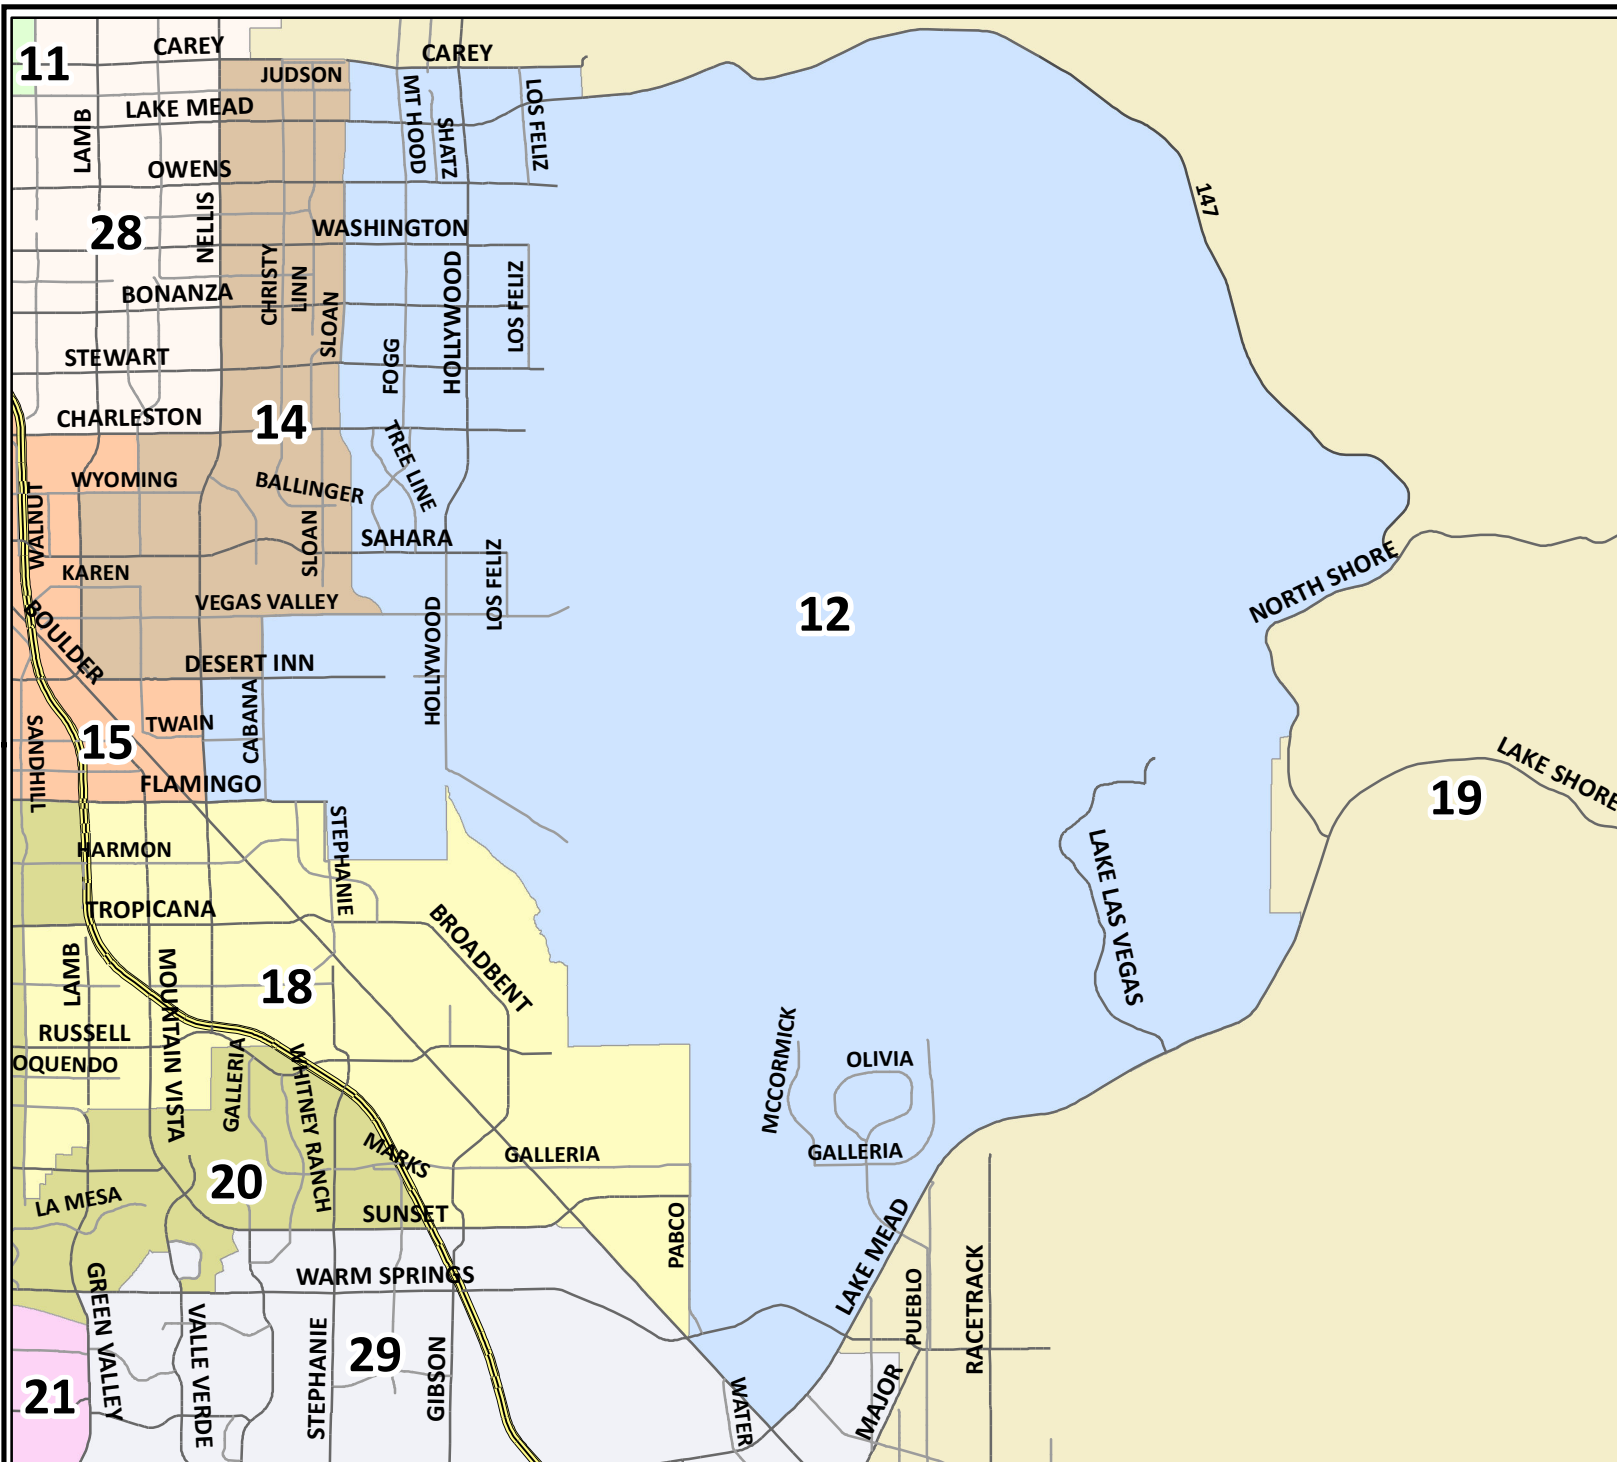 CAREY
CAREY
11
JUDSON
LAKE MEAD
LAMB
MT HOOD
SHATZ
LOS FELIZ
OWENS
147
NELLIS
28
WASHINGTON
CHRISTY
LINN
SLOAN
HOLLYWOOD
LOS FELIZ
BONANZA
STEWART
FOGG
CHARLESTON
14
TREE LINE
WYOMING
BALLINGER
WALNUT
SLOAN
SAHARA
LOS FELIZ
NORTH SHORE
KAREN
VEGAS VALLEY
12
BOULDER
HOLLYWOOD
DESERT INN
CABANA
SANDHILL
15
TWAIN
LAKE SHORE
FLAMINGO
19
STEPHANIE
HARMON
LAKE LAS VEGAS
TROPICANA
BROADBENT
LAMB
MOUNTAIN VISTA
18
RUSSELL
MCCORMICK
OLIVIA
OQUENDO
GALLERIA
WHITNEY RANCH
MARKS
GALLERIA
GALLERIA
20
LA MESA
SUNSET
PABCO
LAKE MEAD
WARM SPRINGS
PUEBLO
RACETRACK
GREEN VALLEY
VALLE VERDE
STEPHANIE
29
GIBSON
21
WATER
MAJOR